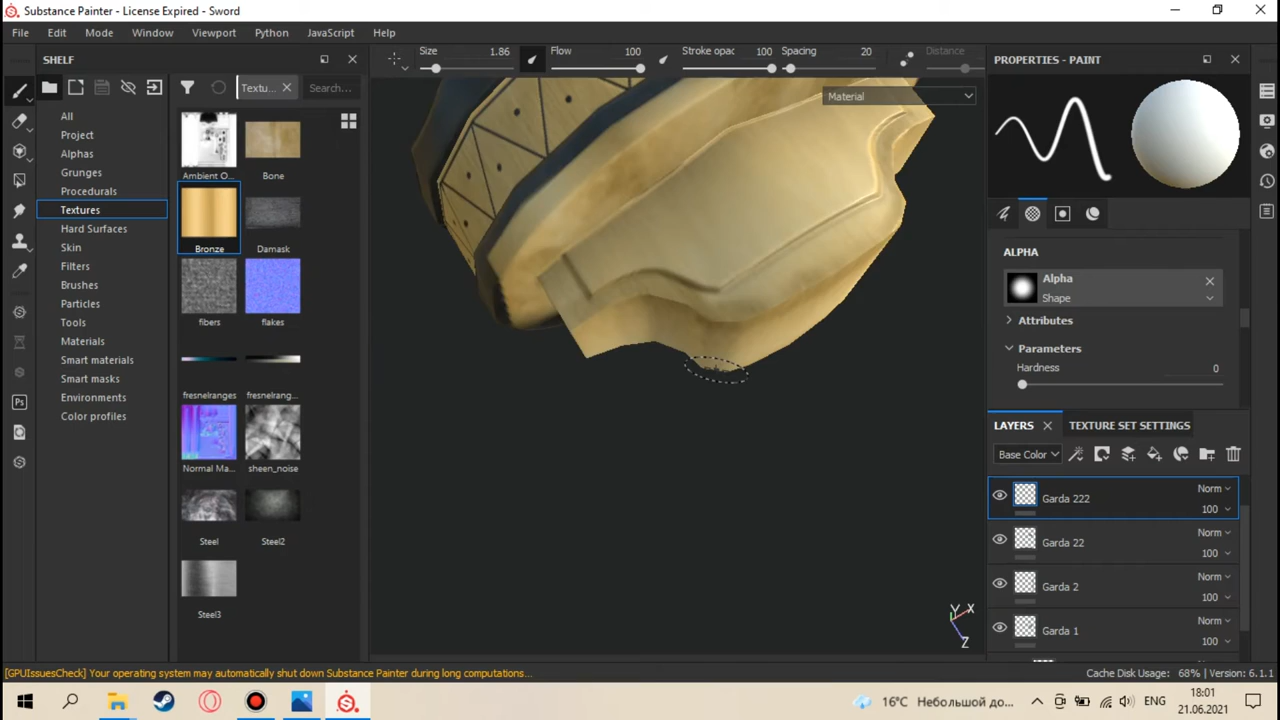 Substance Painter - License Expired - Sword
File Edit Mode Window Viewport Python JavaScript Help
SHELF
Textu...
Search...
All
Project
Alphas
Grunges
Procedurals
Textures
Hard Surfaces
Skin
Filters
Brushes
Particles
Tools
Materials
Smart materials
Smart masks
Environments
Color profiles
Ambient O...
Bone
Bronze
Damask
fibers
flakes
fresnelranges
fresnelrang...
Normal Ma...
sheen_noise
Steel
Steel2
Steel3
Size 1.86
Flow 100
Stroke opac 100
Spacing 20
Distance
Material
Y X
Z
PROPERTIES - PAINT
ALPHA
Alpha
Shape
Attributes
Parameters
Hardness 0
LAYERS
TEXTURE SET SETTINGS
Base Color
Garda 222
Norm
100
Garda 22
Norm
100
Garda 2
Norm
100
Garda 1
Norm
100
[GPUIssuesCheck] Your operating system may automatically shut down Substance Painter during long computations...
Cache Disk Usage: 68% | Version: 6.1.1
Ps
16°C Небольшой до...
ENG
18:01
21.06.2021